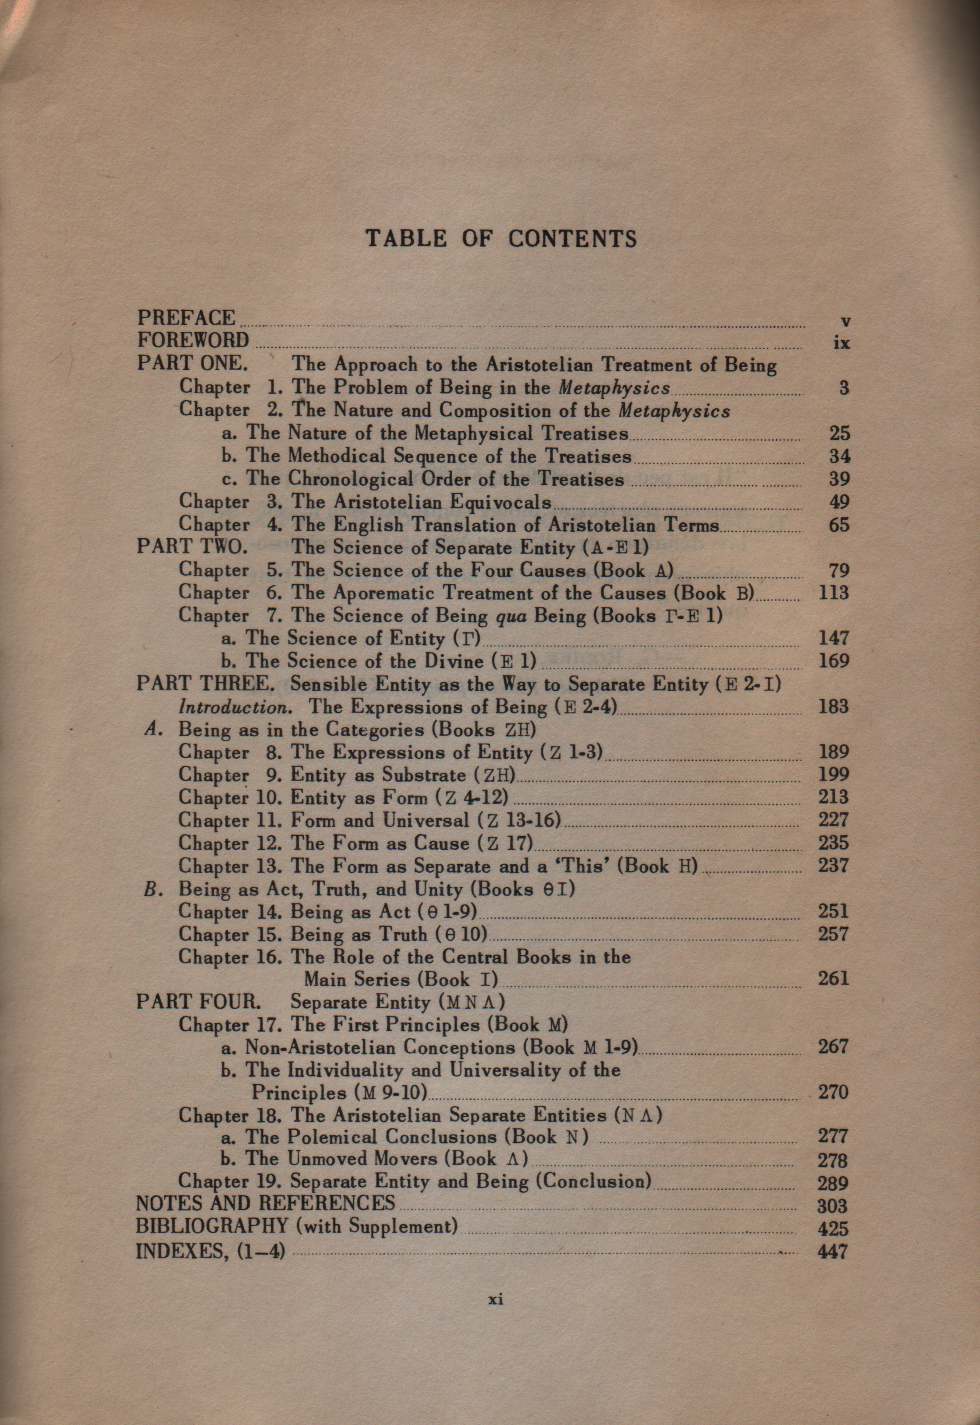 TABLE OF CONTENTS
PREFACE v
FOREWORD ix
PART ONE. The Approach to the Aristotelian Treatment of Being
Chapter 1. The Problem of Being in the Metaphysics 3
Chapter 2. The Nature and Composition of the Metaphysics
a. The Nature of the Metaphysical Treatises 25
b. The Methodical Sequence of the Treatises 34
c. The Chronological Order of the Treatises 39
Chapter 3. The Aristotelian Equivocals 49
Chapter 4. The English Translation of Aristotelian Terms 65
PART TWO. The Science of Separate Entity (Α-Ε 1)
Chapter 5. The Science of the Four Causes (Book Α) 79
Chapter 6. The Aporematic Treatment of the Causes (Book Β) 113
Chapter 7. The Science of Being qua Being (Books Γ-Ε 1)
a. The Science of Entity (Γ) 147
b. The Science of the Divine (Ε 1) 169
PART THREE. Sensible Entity as the Way to Separate Entity (Ε 2-Ι)
Introduction. The Expressions of Being (Ε 2-4) 183
A. Being as in the Categories (Books ΖΗ)
Chapter 8. The Expressions of Entity (Ζ 1-3) 189
Chapter 9. Entity as Substrate (ΖΗ) 199
Chapter 10. Entity as Form (Ζ 4-12) 213
Chapter 11. Form and Universal (Ζ 13-16) 227
Chapter 12. The Form as Cause (Ζ 17) 235
Chapter 13. The Form as Separate and a ‘This’ (Book Η) 237
B. Being as Act, Truth, and Unity (Books ΘΙ)
Chapter 14. Being as Act (Θ 1-9) 251
Chapter 15. Being as Truth (Θ 10) 257
Chapter 16. The Role of the Central Books in the
Main Series (Book Ι) 261
PART FOUR. Separate Entity (Μ Ν Λ)
Chapter 17. The First Principles (Book Μ)
a. Non-Aristotelian Conceptions (Book Μ 1-9) 267
b. The Individuality and Universality of the
Principles (Μ 9-10) 270
Chapter 18. The Aristotelian Separate Entities (Ν Λ)
a. The Polemical Conclusions (Book Ν) 277
b. The Unmoved Movers (Book Λ) 278
Chapter 19. Separate Entity and Being (Conclusion) 289
NOTES AND REFERENCES 303
BIBLIOGRAPHY (with Supplement) 425
INDEXES, (1–4) 447
xi